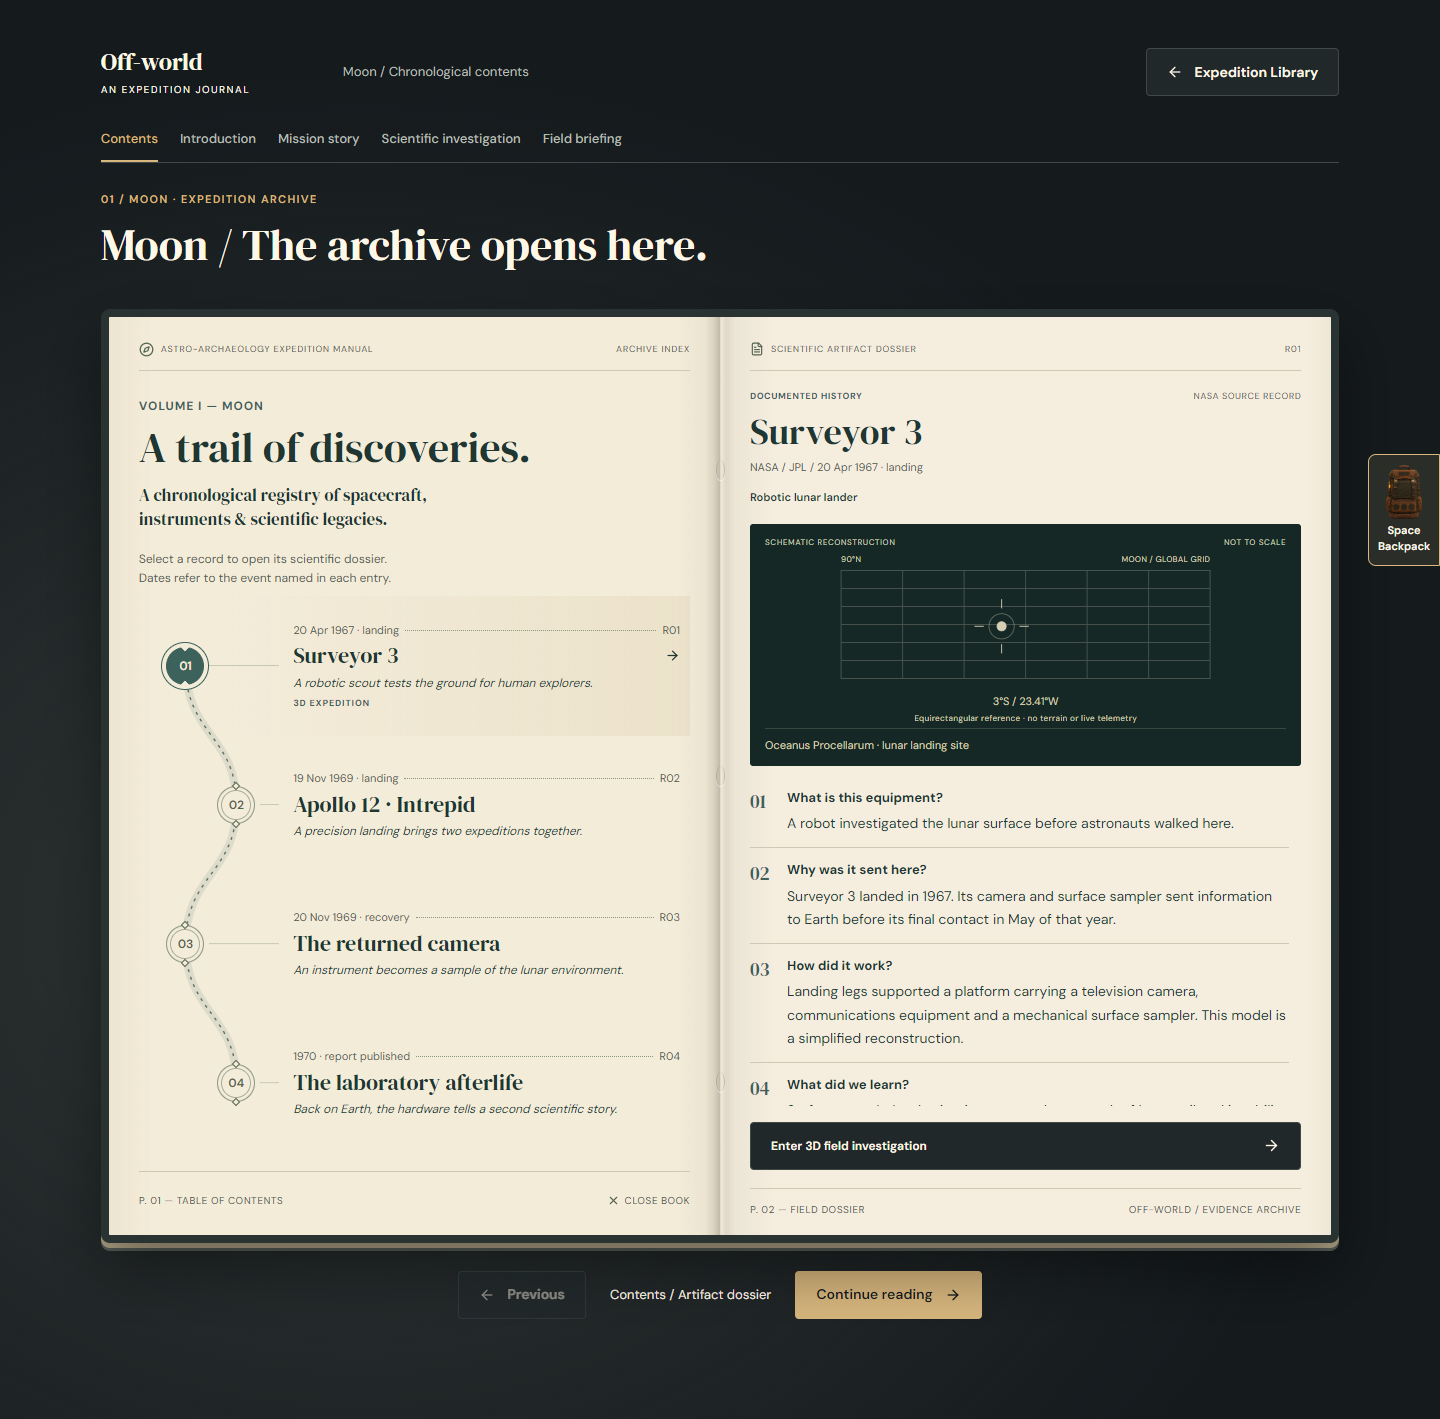 Off-world
AN EXPEDITION JOURNAL
Moon / Chronological contents
Expedition Library
Contents
Introduction
Mission story
Scientific investigation
Field briefing
01 / MOON · EXPEDITION ARCHIVE
Moon / The archive opens here.
ASTRO-ARCHAEOLOGY EXPEDITION MANUAL
ARCHIVE INDEX
VOLUME I — MOON
A trail of discoveries.
A chronological registry of spacecraft,
instruments & scientific legacies.
Select a record to open its scientific dossier.
Dates refer to the event named in each entry.
01
20 Apr 1967 · landing
R01
Surveyor 3
A robotic scout tests the ground for human explorers.
3D EXPEDITION
02
19 Nov 1969 · landing
R02
Apollo 12 · Intrepid
A precision landing brings two expeditions together.
03
20 Nov 1969 · recovery
R03
The returned camera
An instrument becomes a sample of the lunar environment.
04
1970 · report published
R04
The laboratory afterlife
Back on Earth, the hardware tells a second scientific story.
P. 01 — TABLE OF CONTENTS
CLOSE BOOK
SCIENTIFIC ARTIFACT DOSSIER
R01
DOCUMENTED HISTORY
NASA SOURCE RECORD
Surveyor 3
NASA / JPL / 20 Apr 1967 · landing
Robotic lunar lander
SCHEMATIC RECONSTRUCTION
NOT TO SCALE
90°N
MOON / GLOBAL GRID
3°S / 23.41°W
Equirectangular reference · no terrain or live telemetry
Oceanus Procellarum · lunar landing site
01
What is this equipment?
A robot investigated the lunar surface before astronauts walked here.
02
Why was it sent here?
Surveyor 3 landed in 1967. Its camera and surface sampler sent information
to Earth before its final contact in May of that year.
03
How did it work?
Landing legs supported a platform carrying a television camera,
communications equipment and a mechanical surface sampler. This model is
a simplified reconstruction.
04
What did we learn?
Enter 3D field investigation
P. 02 — FIELD DOSSIER
OFF-WORLD / EVIDENCE ARCHIVE
Space
Backpack
Previous
Contents / Artifact dossier
Continue reading